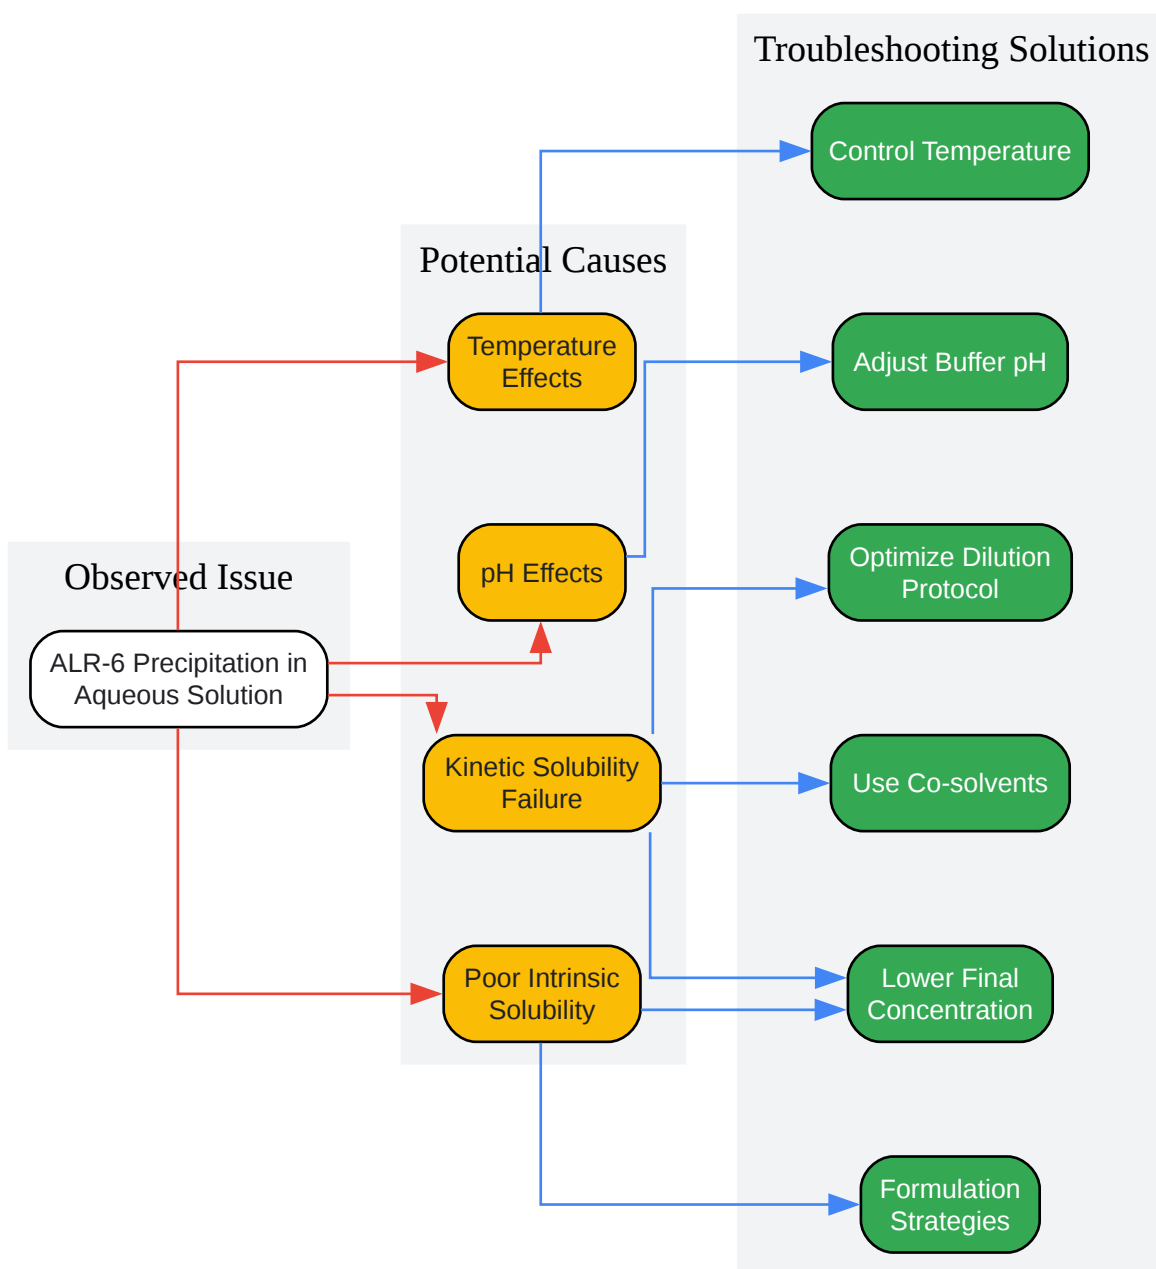 Troubleshooting Solutions
Control Temperature
Potential Causes
Temperature
Effects
Adjust Buffer pH
pH Effects
Optimize Dilution
Protocol
Observed Issue
ALR-6 Precipitation in
Aqueous Solution
Kinetic Solubility
Failure
Use Co-solvents
Poor Intrinsic
Solubility
Lower Final
Concentration
Formulation
Strategies